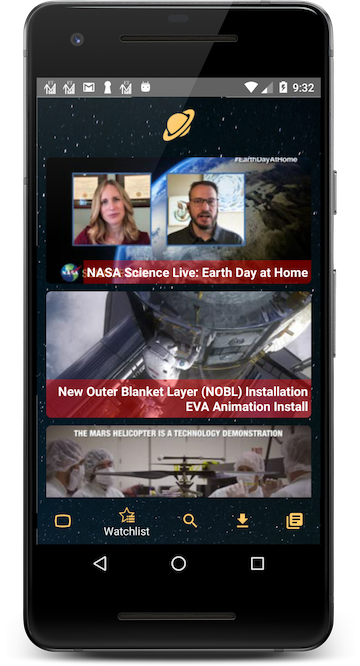 9:32
#EarthDayAtHome
NASA
NASA Science Live: Earth Day at Home
New Outer Blanket Layer (NOBL) Installation
EVA Animation Install
THE MARS HELICOPTER IS A TECHNOLOGY DEMONSTRATION
Watchlist